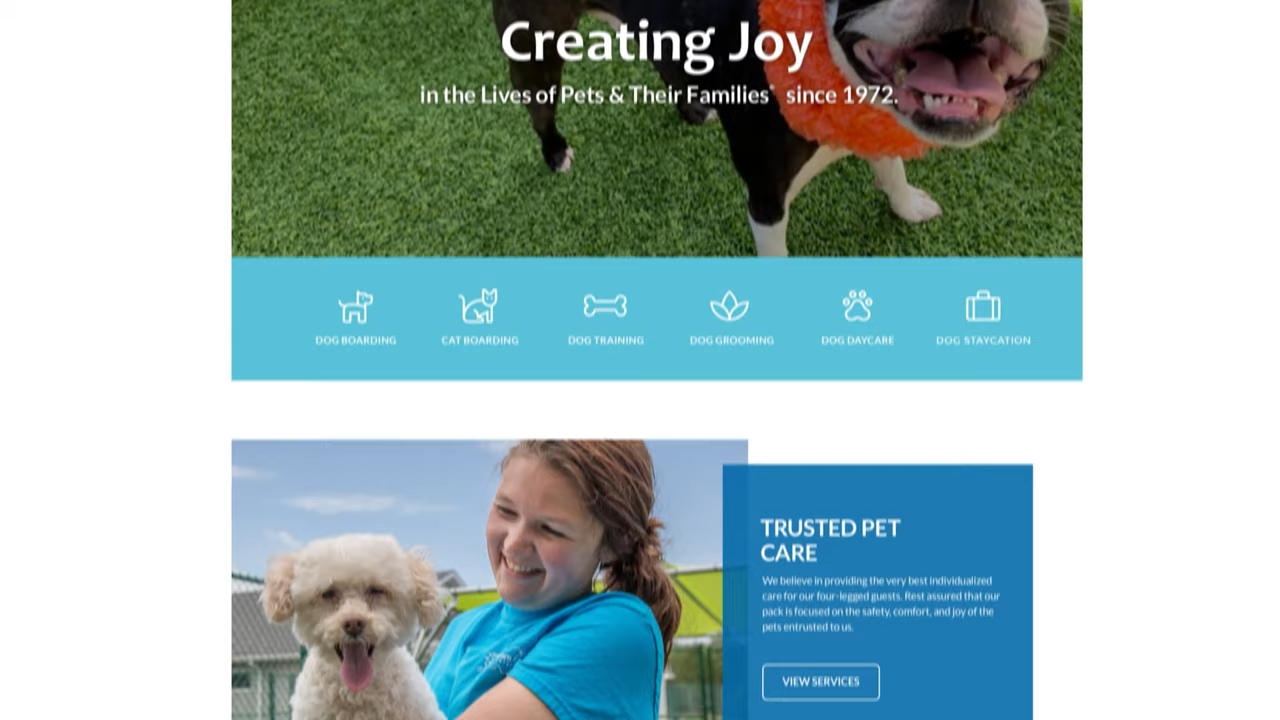 Creating Joy
in the Lives of Pets & Their Families® since 1972.
DOG BOARDING
CAT BOARDING
DOG TRAINING
DOG GROOMING
DOG DAYCARE
DOG STAYCATION
TRUSTED PET
CARE
We believe in providing the very best individualized
care for our four-legged guests. Rest assured that our
pack is focused on the safety, comfort, and joy of the
pets entrusted to us.
VIEW SERVICES